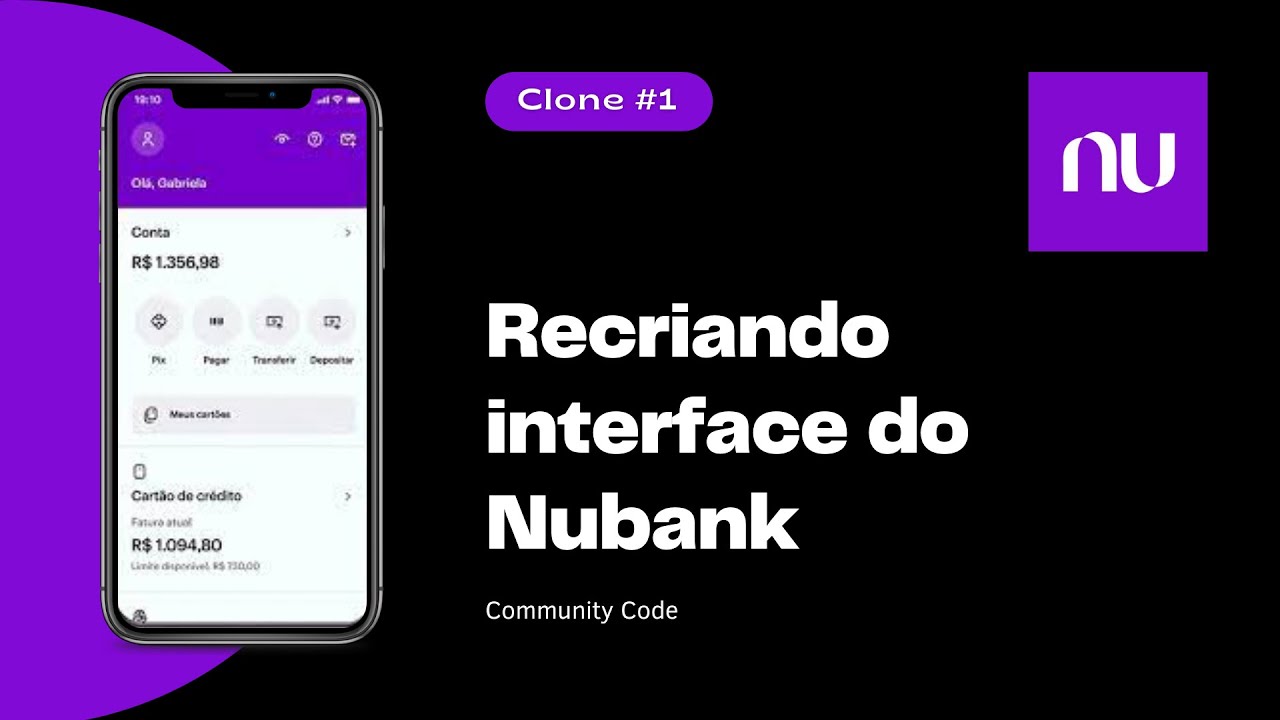 Clone #1
nu
Recriando
interface do
Nubank
Community Code
19:10
Olá, Gabriela
Conta
R$ 1.356,98
Pix Pagar Transferir Depositar
Meus cartões
Cartão de crédito
Fatura atual
R$ 1.094,80
Limite disponível: R$ 730,00